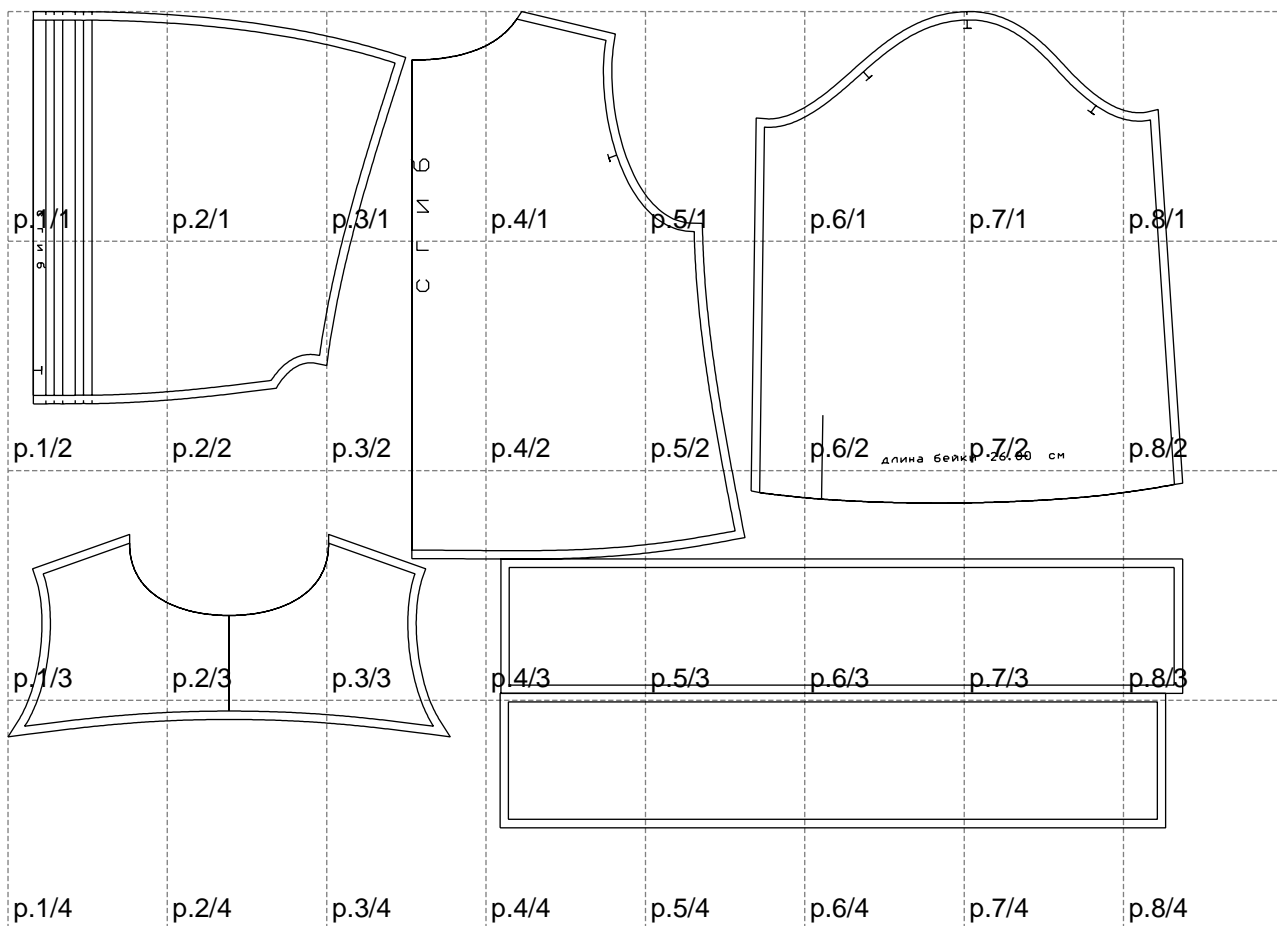 p.1/1 p.2/1 p.3/1 p.4/1 p.5/1 p.6/1 p.7/1 p.8/1
сгиб
p.1/2 p.2/2 p.3/2 p.4/2 p.5/2 p.6/2 p.7/2 p.8/2
длина бейки 26.00 см
p.1/3 p.2/3 p.3/3 p.4/3 p.5/3 p.6/3 p.7/3 p.8/3
p.1/4 p.2/4 p.3/4 p.4/4 p.5/4 p.6/4 p.7/4 p.8/4